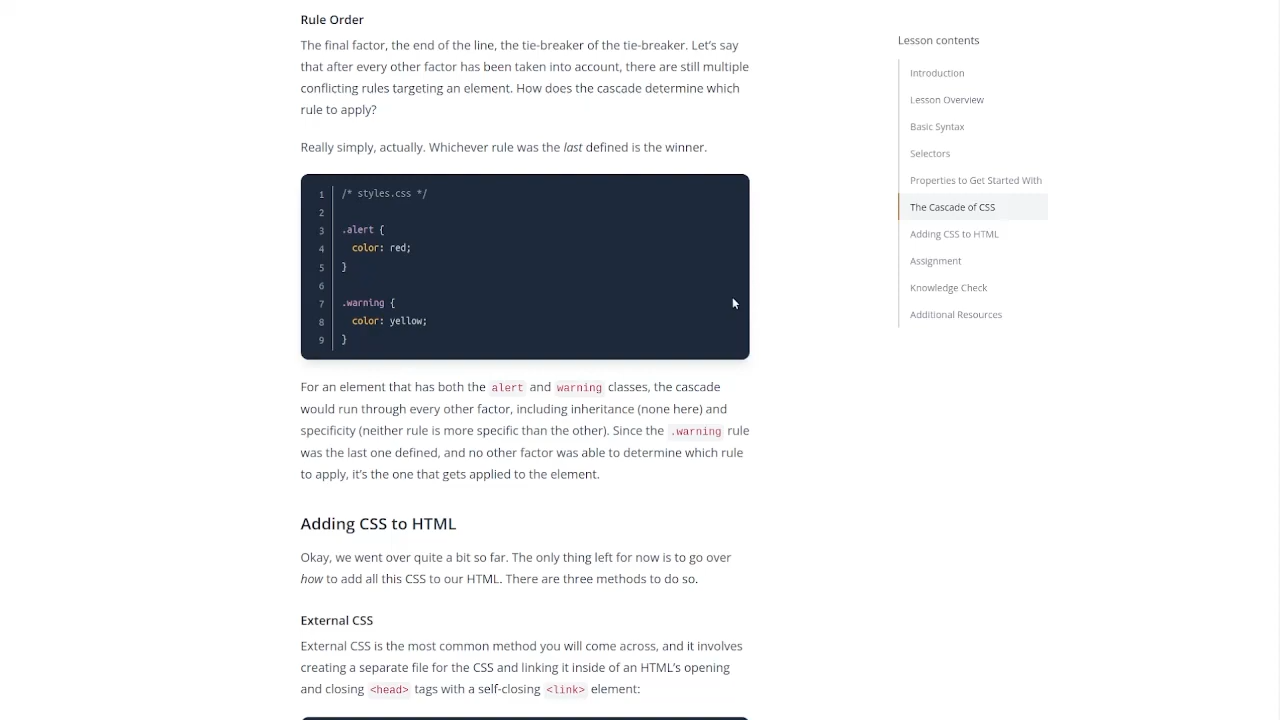 Rule Order
The final factor, the end of the line, the tie-breaker of the tie-breaker. Let’s say
that after every other factor has been taken into account, there are still multiple
conflicting rules targeting an element. How does the cascade determine which
rule to apply?
Really simply, actually. Whichever rule was the last defined is the winner.
1 /* styles.css */
2
3 .alert {
4 color: red;
5 }
6
7 .warning {
8 color: yellow;
9 }
For an element that has both the alert and warning classes, the cascade
would run through every other factor, including inheritance (none here) and
specificity (neither rule is more specific than the other). Since the .warning rule
was the last one defined, and no other factor was able to determine which rule
to apply, it’s the one that gets applied to the element.
Adding CSS to HTML
Okay, we went over quite a bit so far. The only thing left for now is to go over
how to add all this CSS to our HTML. There are three methods to do so.
External CSS
External CSS is the most common method you will come across, and it involves
creating a separate file for the CSS and linking it inside of an HTML’s opening
and closing <head> tags with a self-closing <link> element:
Lesson contents
Introduction
Lesson Overview
Basic Syntax
Selectors
Properties to Get Started With
The Cascade of CSS
Adding CSS to HTML
Assignment
Knowledge Check
Additional Resources